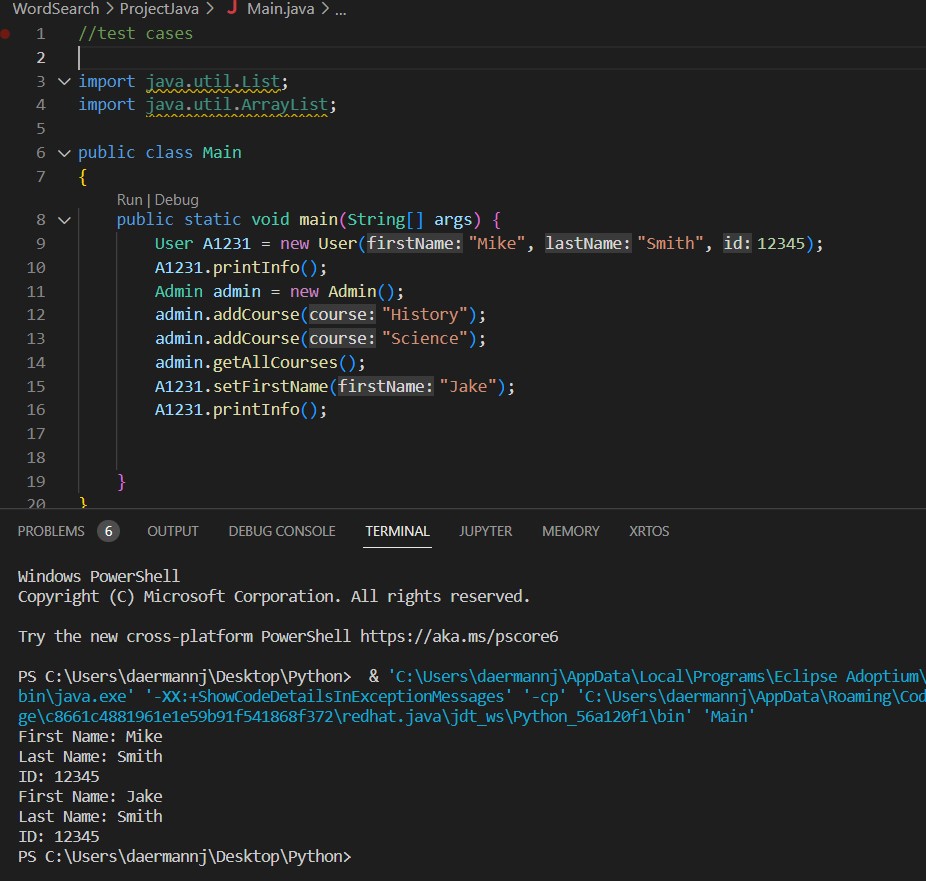 WordSearch > ProjectJava > J Main.java > ...
1 //test cases
2
3 import java.util.List;
4 import java.util.ArrayList;
5
6 public class Main
7 {
Run | Debug
8 public static void main(String[] args) {
9 User A1231 = new User(firstName: "Mike", lastName: "Smith", id: 12345);
10 A1231.printInfo();
11 Admin admin = new Admin();
12 admin.addCourse(course: "History");
13 admin.addCourse(course: "Science");
14 admin.getAllCourses();
15 A1231.setFirstName(firstName: "Jake");
16 A1231.printInfo();
17
18
19 }
20 }
PROBLEMS 6 OUTPUT DEBUG CONSOLE TERMINAL JUPYTER MEMORY XRTOS
Windows PowerShell
Copyright (C) Microsoft Corporation. All rights reserved.
Try the new cross-platform PowerShell https://aka.ms/pscore6
PS C:\Users\daermannj\Desktop\Python> & 'C:\Users\daermannj\AppData\Local\Programs\Eclipse Adoptium\
bin\java.exe' '-XX:+ShowCodeDetailsInExceptionMessages' '-cp' 'C:\Users\daermannj\AppData\Roaming\Cod
ge\c8661c4881961e1e59b91f541868f372\redhat.java\jdt_ws\Python_56a120f1\bin' 'Main'
First Name: Mike
Last Name: Smith
ID: 12345
First Name: Jake
Last Name: Smith
ID: 12345
PS C:\Users\daermannj\Desktop\Python>